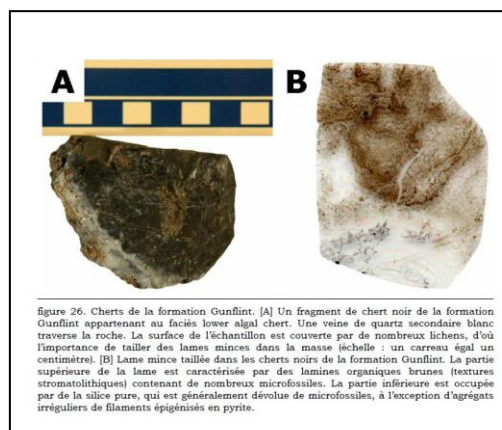 A
B
figure 26. Cherts de la formation Gunflint. [A] Un fragment de chert noir de la formation
Gunflint appartenant au faciès lower algal chert. Une veine de quartz secondaire blanc
traverse la roche. La surface de l'échantillon est couverte par de nombreux lichens, d'où
l'importance de tailler des lames minces dans la masse (échelle : un carreau égal un
centimètre). [B] Lame mince taillée dans les cherts noirs de la formation Gunflint. La partie
supérieure de la lame est caractérisée par des lamines organiques brunes (textures
stromatolithiques) contenant de nombreux microfossiles. La partie inférieure est occupée
par de la silice pure, qui est généralement dévolue de microfossiles, à l'exception d'agrégats
irréguliers de filaments épigénisés en pyrite.